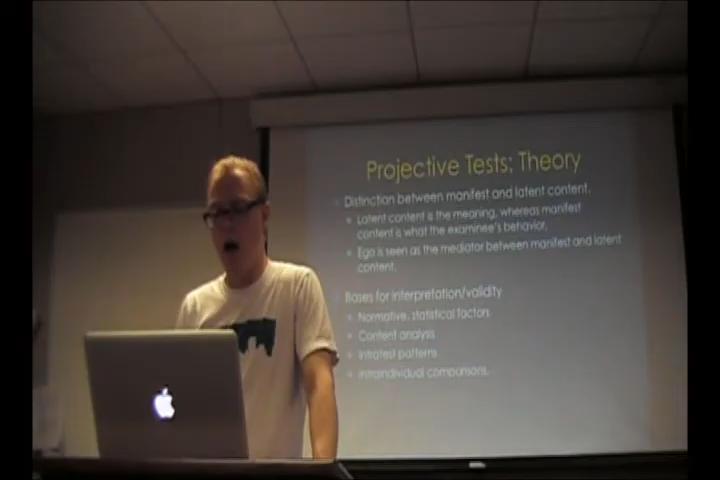 Projective Tests: Theory
Distinction between manifest and latent content.
Latent content is the meaning, whereas manifest
content is what the examinee's behavior.
Ego is seen as the mediator between manifest and latent
content.
Bases for interpretation/validity
Normative, statistical factors
Content analysis
Intratest patterns
Intraindividual comparisons.